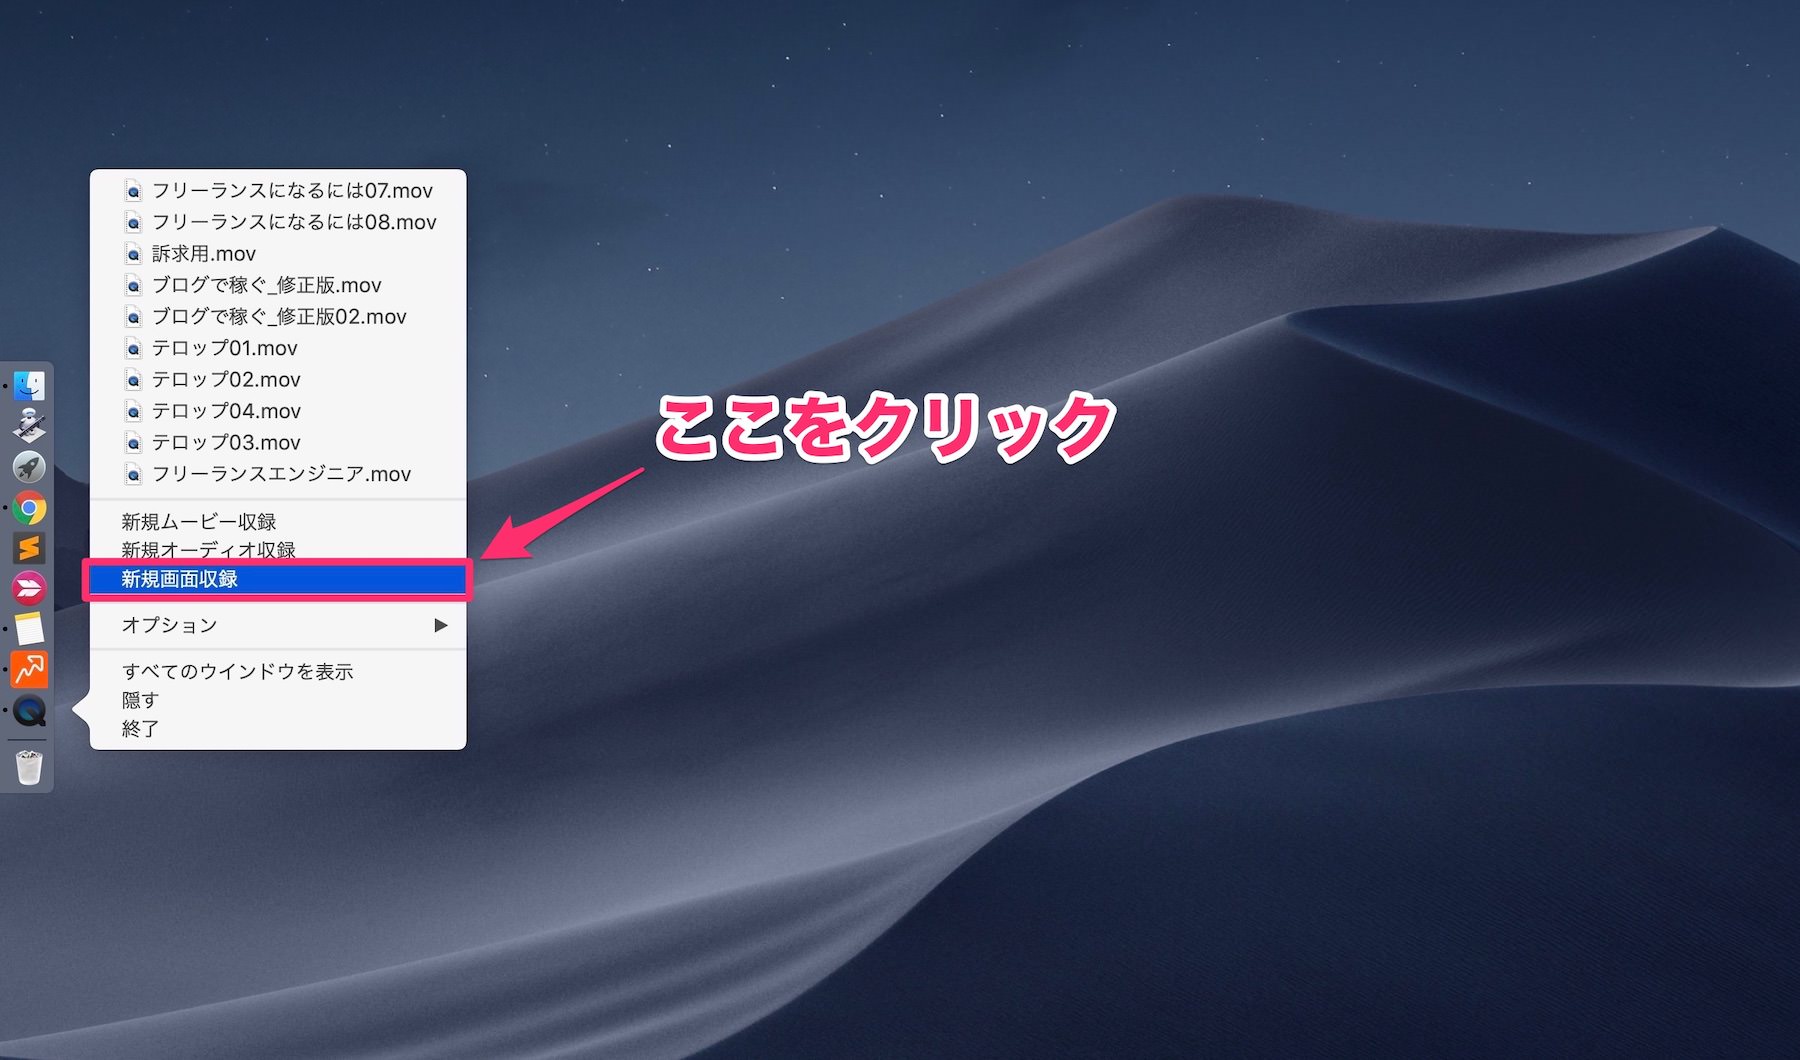 フリーランスになるには07.mov
フリーランスになるには08.mov
訴求用.mov
ブログで稼ぐ_修正版.mov
ブログで稼ぐ_修正版02.mov
テロップ01.mov
テロップ02.mov
テロップ04.mov
テロップ03.mov
フリーランスエンジニア.mov
新規ムービー収録
新規オーディオ収録
新規画面収録
オプション
すべてのウインドウを表示
隠す
終了
ここをクリック